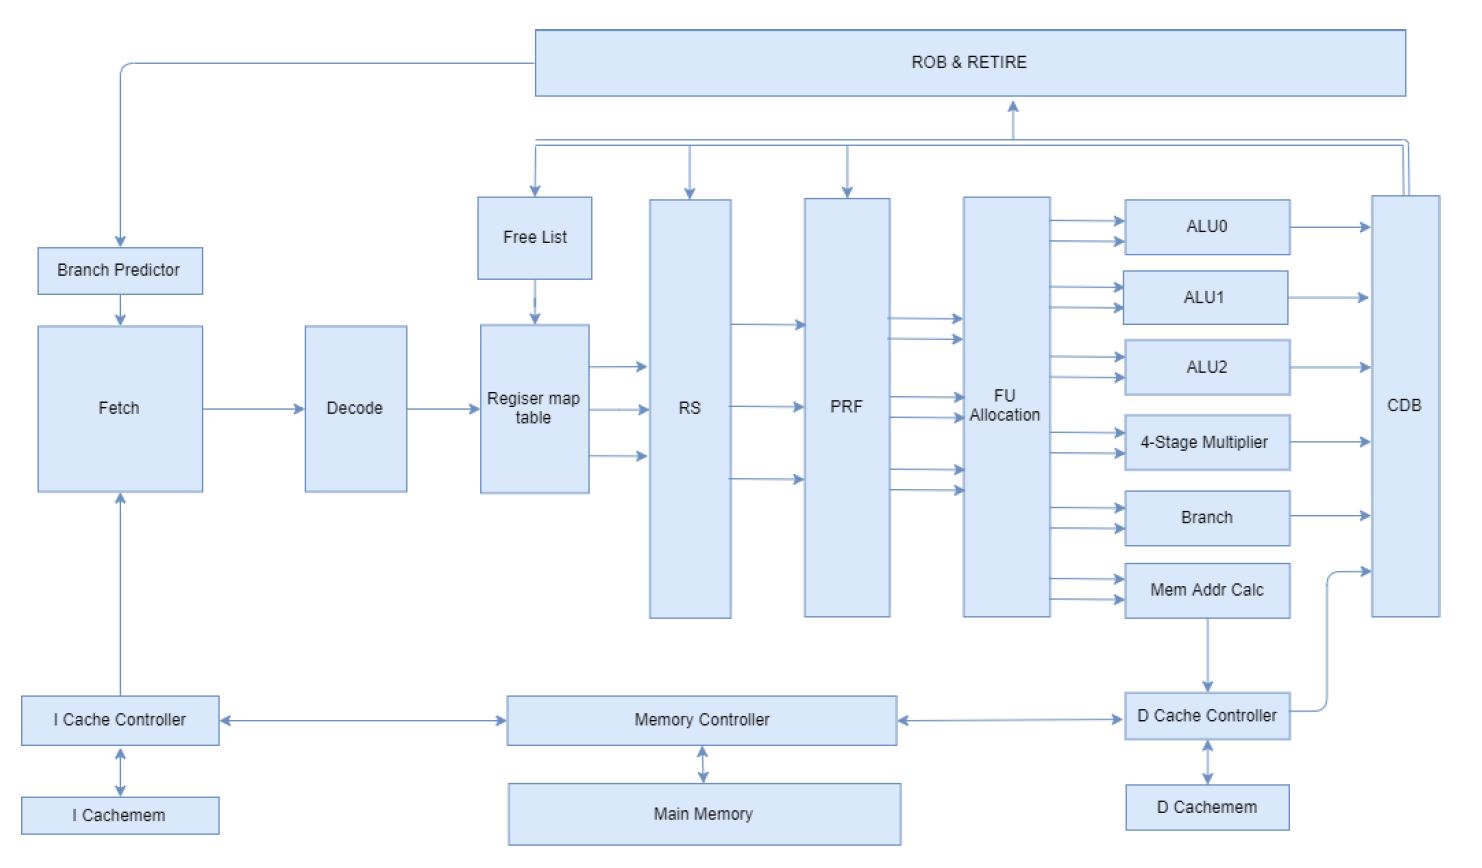 ROB & RETIRE
Free List
Branch Predictor
Fetch
Decode
Regiser map
table
RS
PRF
FU
Allocation
ALU0
ALU1
ALU2
4-Stage Multiplier
Branch
Mem Addr Calc
CDB
I Cache Controller
Memory Controller
D Cache Controller
I Cachemem
Main Memory
D Cachemem